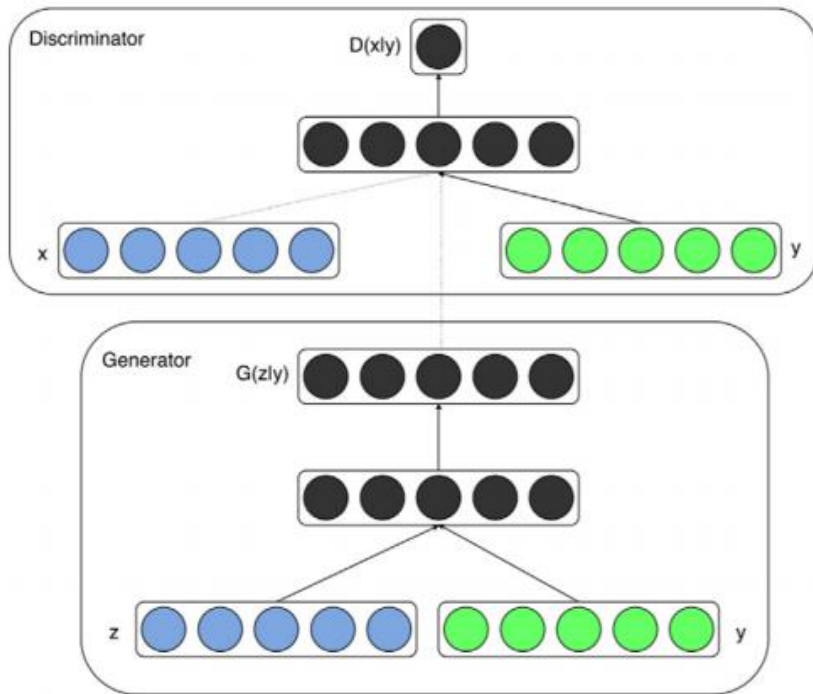 Discriminator
D(x|y)
x
y
Generator
G(z|y)
z
y